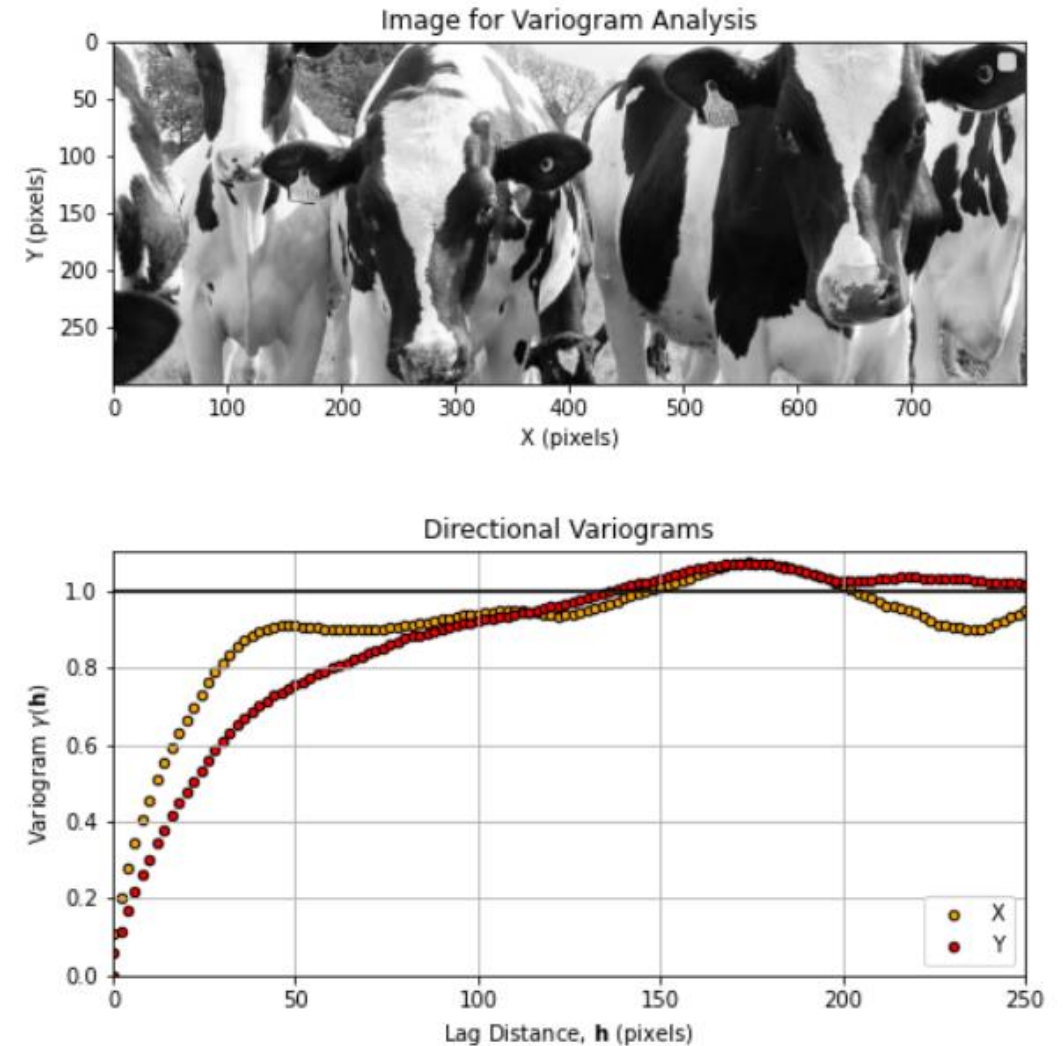 Image for Variogram Analysis
0
50
100
150
200
250
Y (pixels)
0 100 200 300 400 500 600 700
X (pixels)
Directional Variograms
1.0
0.8
0.6
0.4
0.2
0.0
Variogram γ(h)
X
Y
0 50 100 150 200 250
Lag Distance, h (pixels)